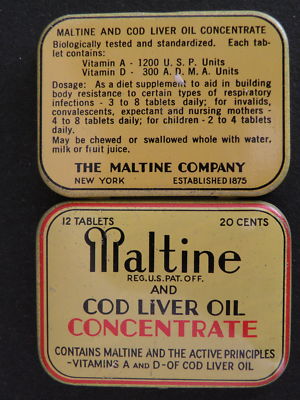 MALTINE AND COD LIVER OIL CONCENTRATE
Biologically tested and standardized. Each tab-
let contains:
Vitamin A - 1200 U. S. P. Units
Vitamin D - 300 A. D. M. A. Units
Dosage: As a diet supplement to aid in building
body resistance to certain types of respiratory
infections - 3 to 8 tablets daily; for invalids,
convalescents, expectant and nursing mothers -
4 to 8 tablets daily; for children - 2 to 4 tablets
daily.
May be chewed or swallowed whole with water,
milk or fruit juice.
THE MALTINE COMPANY
NEW YORK ESTABLISHED 1875
12 TABLETS 20 CENTS
Maltine
REG. U.S. PAT. OFF.
AND
COD LIVER OIL
CONCENTRATE
CONTAINS MALTINE AND THE ACTIVE PRINCIPLES
-VITAMINS A AND D-OF COD LIVER OIL